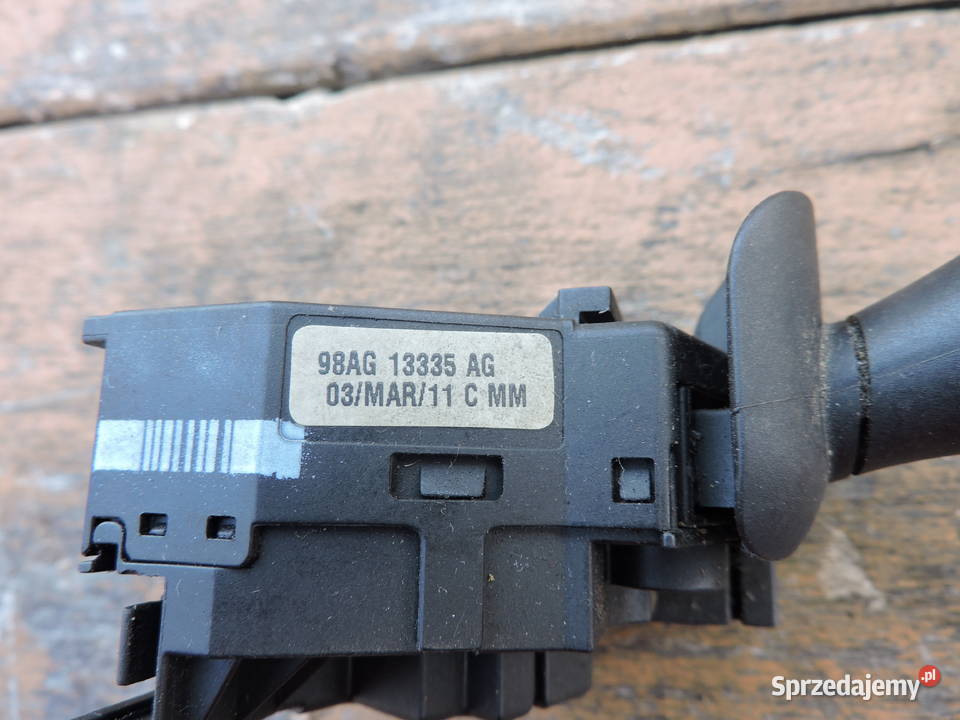 98AG 13335 AG
03/MAR/11 C MM
Sprzedajemy.pl